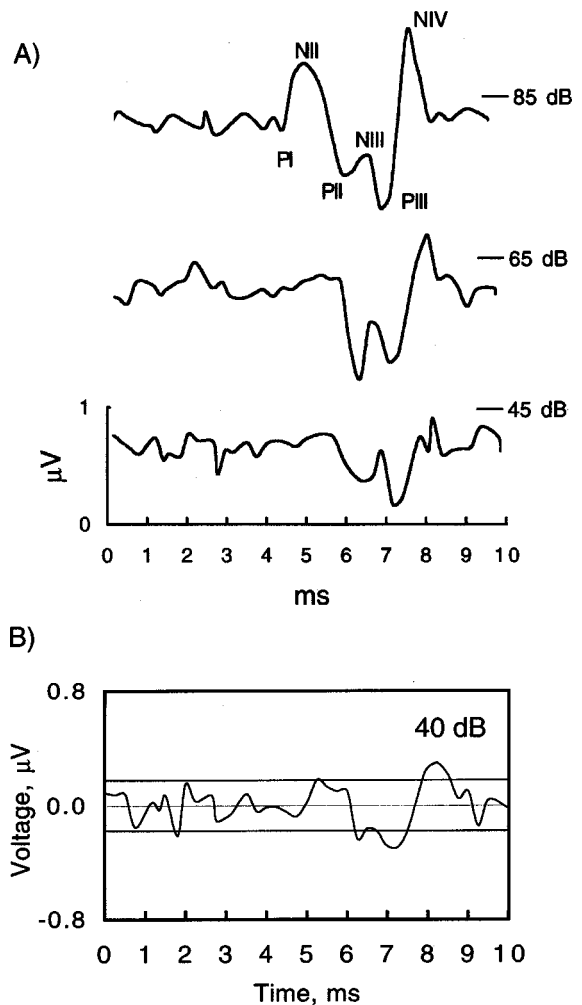 A)
NII
NIV
85 dB
PI
PII
NIII
PIII
65 dB
45 dB
1
µV
0
0 1 2 3 4 5 6 7 8 9 10
ms
B)
0.8
40 dB
Voltage, µV
0.0
-0.8
0 1 2 3 4 5 6 7 8 9 10
Time, ms